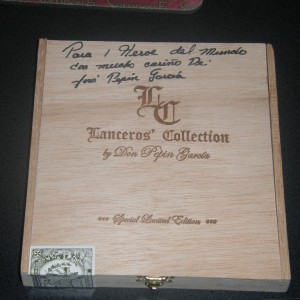 Para 1 Heroe del Mundo
con mucho cariño De:
José Pepin García
LC
Lanceros' Collection
by Don Pepin Garcia
*** Special Limited Edition ***